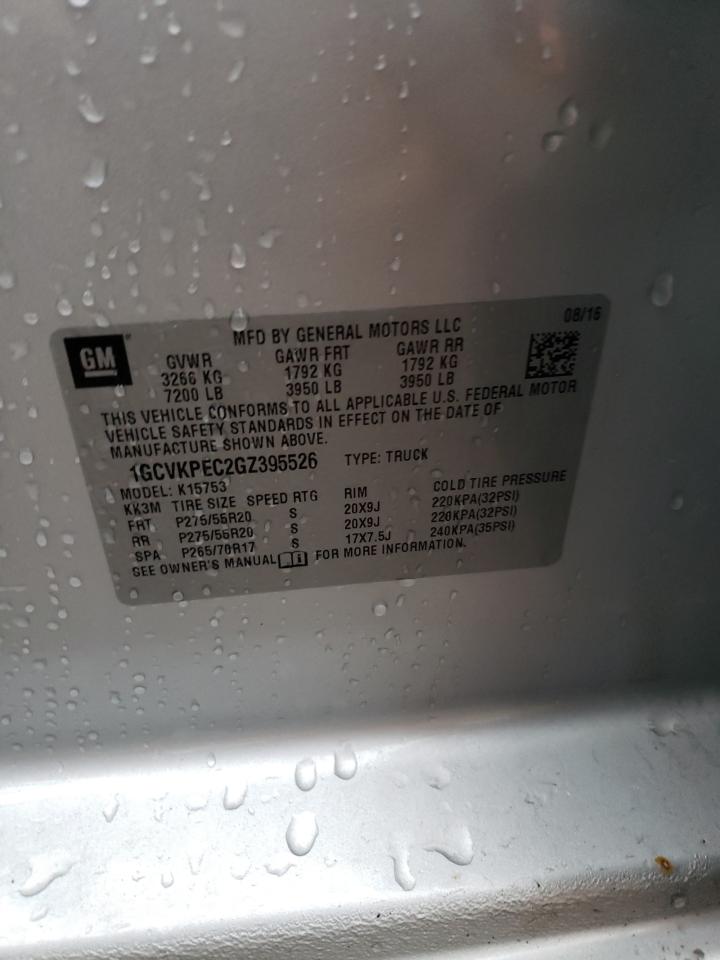 08/16
GM MFD BY GENERAL MOTORS LLC
GVWR GAWR FRT GAWR RR
3266 KG 1792 KG 1792 KG
7200 LB 3950 LB 3950 LB
THIS VEHICLE CONFORMS TO ALL APPLICABLE U.S. FEDERAL MOTOR
VEHICLE SAFETY STANDARDS IN EFFECT ON THE DATE OF
MANUFACTURE SHOWN ABOVE.
1GCVKPEC2GZ395526 TYPE: TRUCK
MODEL: K15753
KK3M TIRE SIZE SPEED RTG RIM COLD TIRE PRESSURE
FRT P275/55R20 S 20X9J 220KPA(32PSI)
RR P275/55R20 S 20X9J 220KPA(32PSI)
SPA P265/70R17 S 17X7.5J 240KPA(35PSI)
SEE OWNER'S MANUAL FOR MORE INFORMATION.